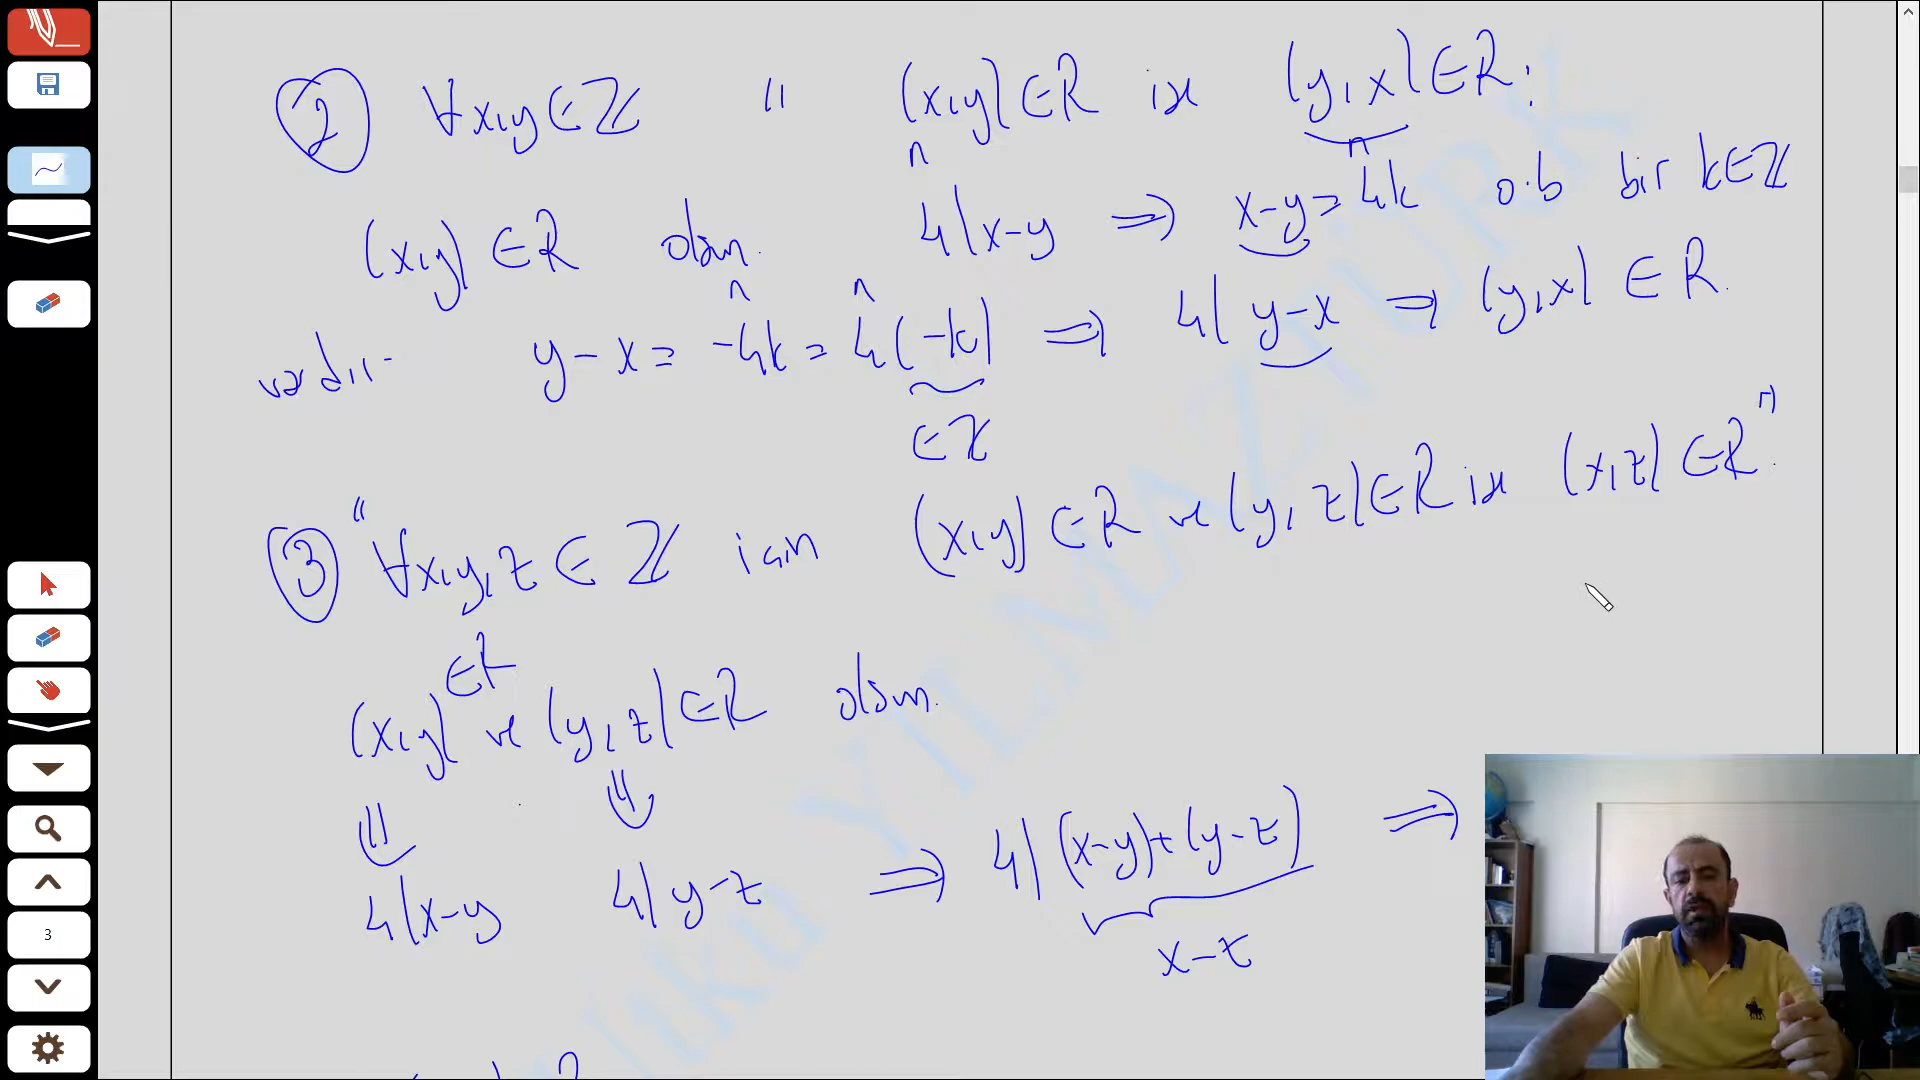 ② ∀x,y∈ℤ " (x,y)∈R ise (y,x)∈R:
(x,y)∈R olsun. 4|x-y ⇒ x-y=4k o.b bir k∈ℤ
vardır. y-x=-4k=4(-k) ⇒ 4|y-x ⇒ (y,x)∈R.
∈ℤ
③ "∀x,y,z∈ℤ için (x,y)∈R ve (y,z)∈R ise (x,z)∈R".
(x,y)∈R ve (y,z)∈R olsun.
⇓ ⇓
4|x-y 4|y-z ⇒ 4|(x-y)+(y-z) ⇒
x-z
YILMAZTÜRK
3